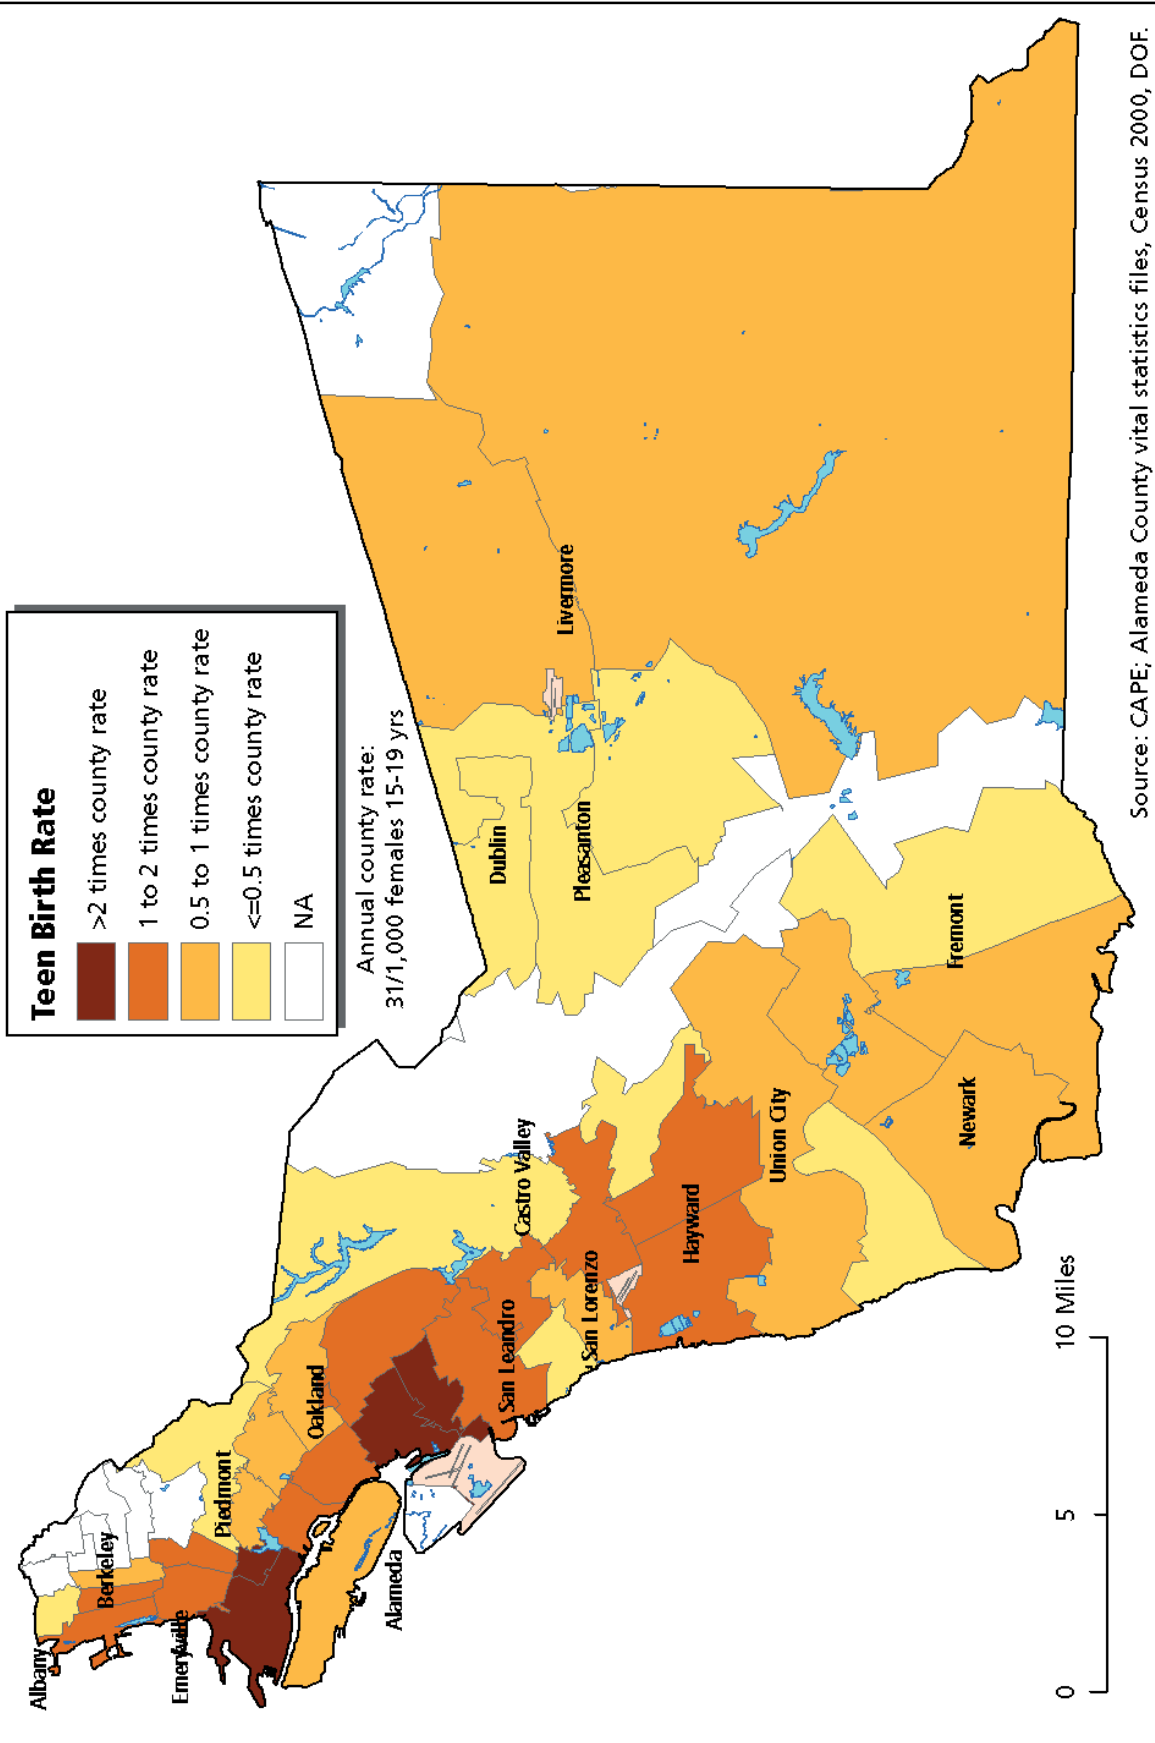 Teen Birth Rate
>2 times county rate
1 to 2 times county rate
0.5 to 1 times county rate
<=0.5 times county rate
NA
Annual county rate:
31/1,000 females 15-19 yrs
Albany
Berkeley
Emeryville
Piedmont
Oakland
Alameda
San Leandro
Castro Valley
San Lorenzo
Hayward
Dublin
Pleasanton
Livermore
Union City
Newark
Fremont
0 5 10 Miles
Source: CAPE; Alameda County vital statistics files, Census 2000, DOF.